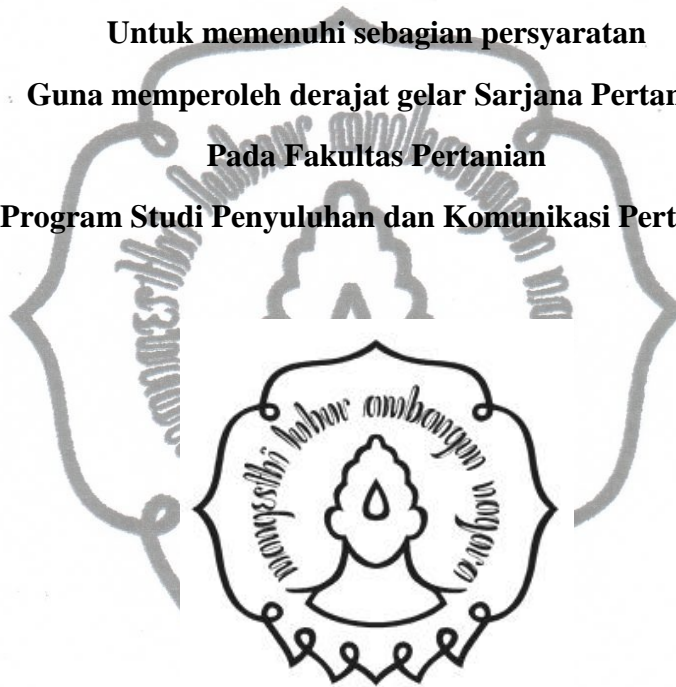 Untuk memenuhi sebagian persyaratan
Guna memperoleh derajat gelar Sarjana Pertan
Pada Fakultas Pertanian
Program Studi Penyuluhan dan Komunikasi Pert
mangesthi luhur ambangun nagara